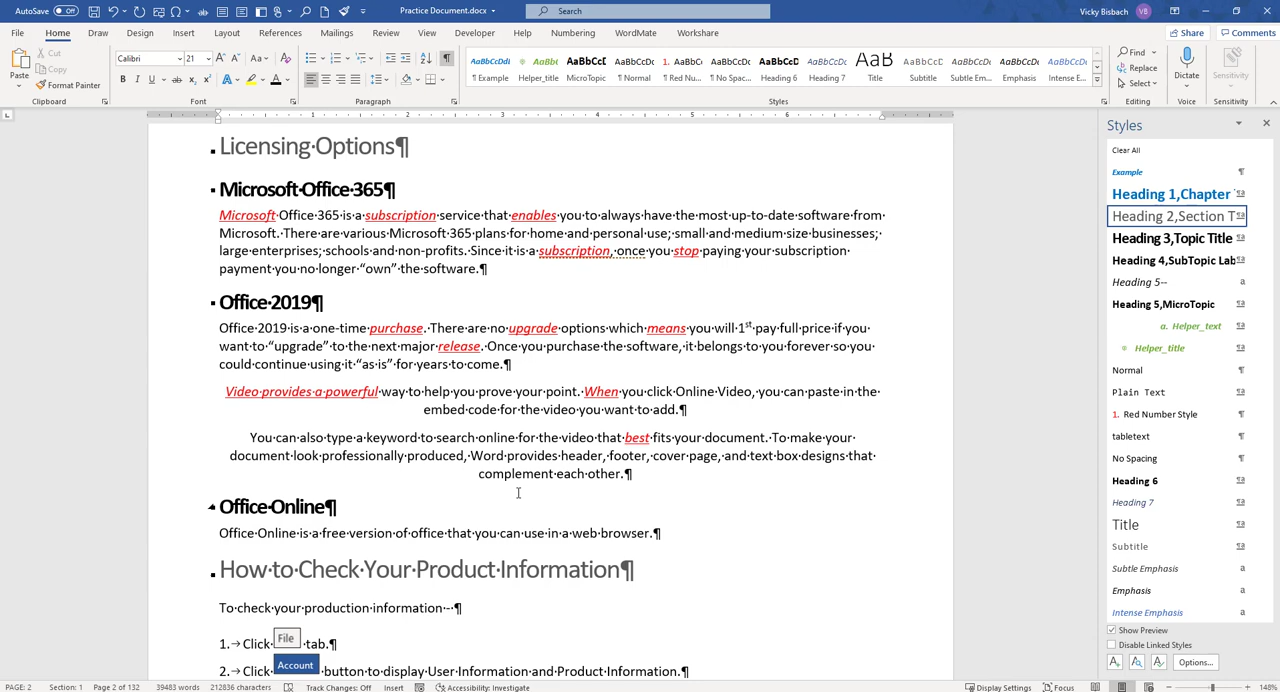 AutoSave Off Practice Document.docx Search Vicky Bisbach VB
File Home Draw Design Insert Layout References Mailings Review View Developer Help Numbering WordMate Worksaver Share Comments
Paste Cut Copy Format Painter Clipboard
Calibri 21 Font
Paragraph
AaBbCcDdI AaBb( AaBbCc AaBbCcDc 1. AaBbC AaBbCcDc AaBbCcD AaBbCcDc AaB AaBbCcD AaBbCcDc AaBbCcDc AaBbCcDc
¶ Example Helper_title MicroTopic ¶ Normal ¶ Red Nu... ¶ No Spac... Heading 6 Heading 7 Title Subtitle Subtle Em... Emphasis Intense E...
Styles
Find Replace Select Editing
Dictate Voice
Sensitivity Sensitivity
Licensing·Options¶
Microsoft·Office·365¶
Microsoft·Office·365·is·a·subscription·service·that·enables·you·to·always·have·the·most·up-to-date·software·from·
Microsoft.·There·are·various·Microsoft·365·plans·for·home·and·personal·use;·small·and·medium·size·businesses;·
large·enterprises;·schools·and·non-profits.·Since·it·is·a·subscription,·once·you·stop·paying·your·subscription·
payment·you·no·longer·“own”·the·software.¶
Office·2019¶
Office·2019·is·a·one-time·purchase.·There·are·no·upgrade·options·which·means·you·will·1st·pay·full·price·if·you·
want·to·“upgrade”·to·the·next·major·release.·Once·you·purchase·the·software,·it·belongs·to·you·forever·so·you·
could·continue·using·it·“as·is”·for·years·to·come.¶
Video·provides·a·powerful·way·to·help·you·prove·your·point.·When·you·click·Online·Video,·you·can·paste·in·the·
embed·code·for·the·video·you·want·to·add.¶
You·can·also·type·a·keyword·to·search·online·for·the·video·that·best·fits·your·document.·To·make·your·
document·look·professionally·produced,·Word·provides·header,·footer,·cover·page,·and·text·box·designs·that·
complement·each·other.¶
Office·Online¶
Office·Online·is·a·free·version·of·office·that·you·can·use·in·a·web·browser.¶
How·to·Check·Your·Product·Information¶
To·check·your·production·information·-·¶
1.→Click·File·tab.¶
2.→Click·Account·button·to·display·User·Information·and·Product·Information.¶
Styles
Clear All
Example
Heading 1,Chapter
Heading 2,Section T
Heading 3,Topic Title
Heading 4,SubTopic Lab
Heading 5--
Heading 5,MicroTopic
a. Helper_text
Helper_title
Normal
Plain Text
1. Red Number Style
tabletext
No Spacing
Heading 6
Heading 7
Title
Subtitle
Subtle Emphasis
Emphasis
Intense Emphasis
Show Preview
Disable Linked Styles
Options...
PAGE: 2 Section: 1 Page 2 of 132 39483 words 212836 characters Track Changes: Off Insert Accessibility: Investigate Display Settings Focus 148%